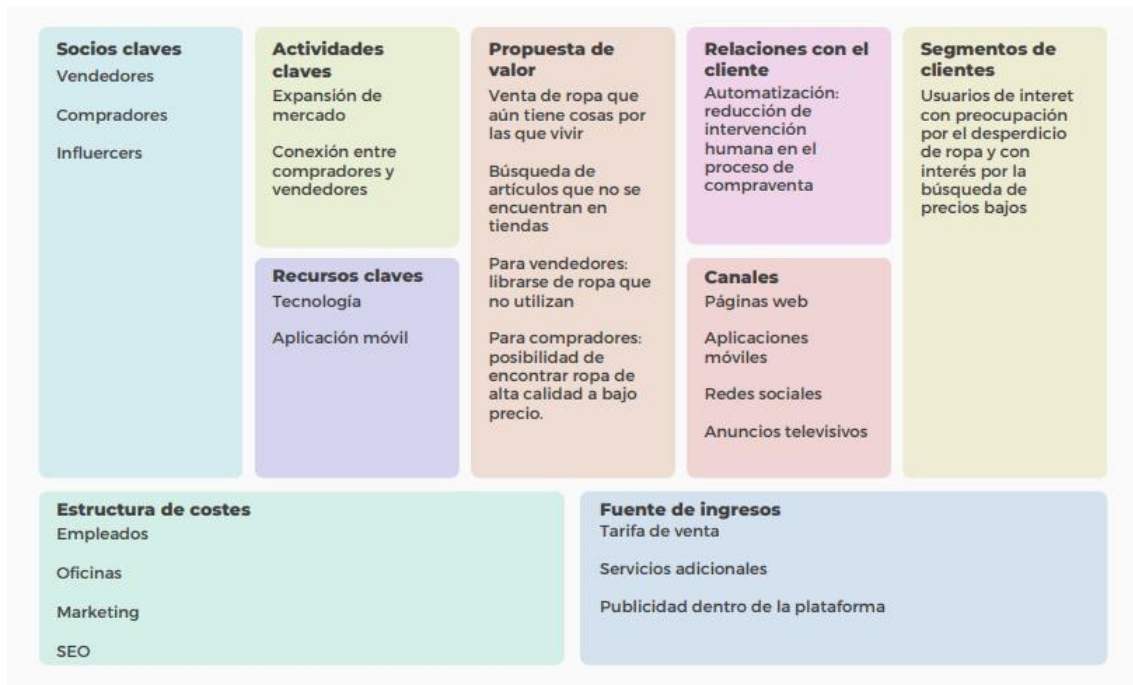 Socios claves
Vendedores
Compradores
Influercers
Actividades
claves
Expansión de
mercado
Conexión entre
compradores y
vendedores
Recursos claves
Tecnología
Aplicación móvil
Propuesta de
valor
Venta de ropa que
aún tiene cosas por
las que vivir
Búsqueda de
artículos que no se
encuentran en
tiendas
Para vendedores:
librarse de ropa que
no utilizan
Para compradores:
posibilidad de
encontrar ropa de
alta calidad a bajo
precio.
Relaciones con el
cliente
Automatización:
reducción de
intervención
humana en el
proceso de
compraventa
Canales
Páginas web
Aplicaciones
móviles
Redes sociales
Anuncios televisivos
Segmentos de
clientes
Usuarios de interet
con preocupación
por el desperdicio
de ropa y con
interés por la
búsqueda de
precios bajos
Estructura de costes
Empleados
Oficinas
Marketing
SEO
Fuente de ingresos
Tarifa de venta
Servicios adicionales
Publicidad dentro de la plataforma